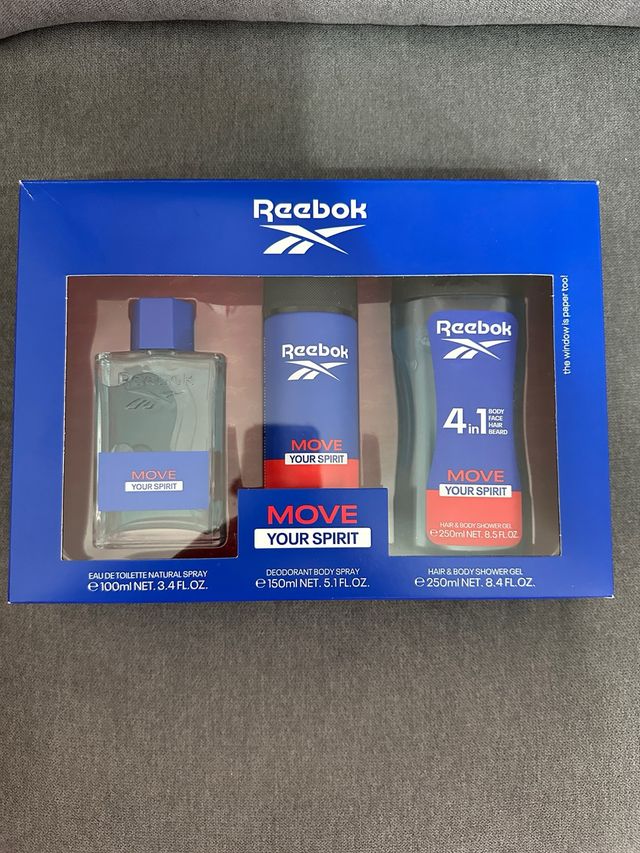 Reebok
the window is paper too!
Reebok
MOVE
YOUR SPIRIT
Reebok
MOVE
YOUR SPIRIT
Reebok
4 in 1
BODY
FACE
HAIR
BEARD
MOVE
YOUR SPIRIT
HAIR & BODY SHOWER GEL
℮ 250ml NET. 8.5 FL.OZ.
MOVE
YOUR SPIRIT
EAU DE TOILETTE NATURAL SPRAY
℮ 100ml NET. 3.4 FL.OZ.
DEODORANT BODY SPRAY
℮ 150ml NET. 5.1 FL.OZ.
HAIR & BODY SHOWER GEL
℮ 250ml NET. 8.4 FL.OZ.